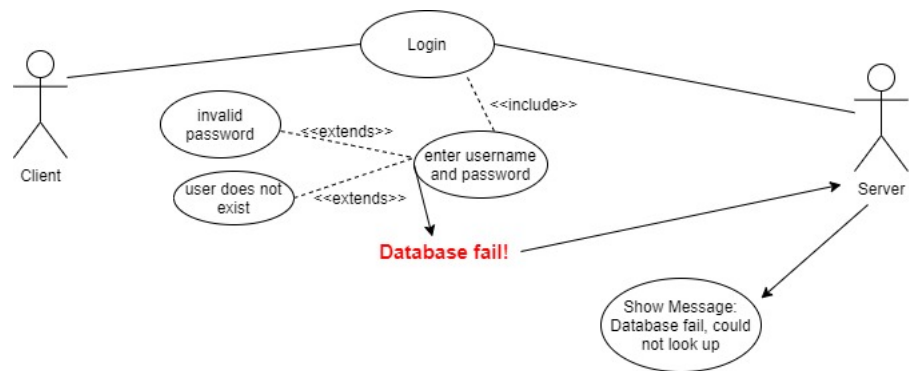 Login
<<include>>
invalid
password
<<extends>>
enter username
and password
Client
user does not
exist
<<extends>>
Server
Database fail!
Show Message:
Database fail, could
not look up